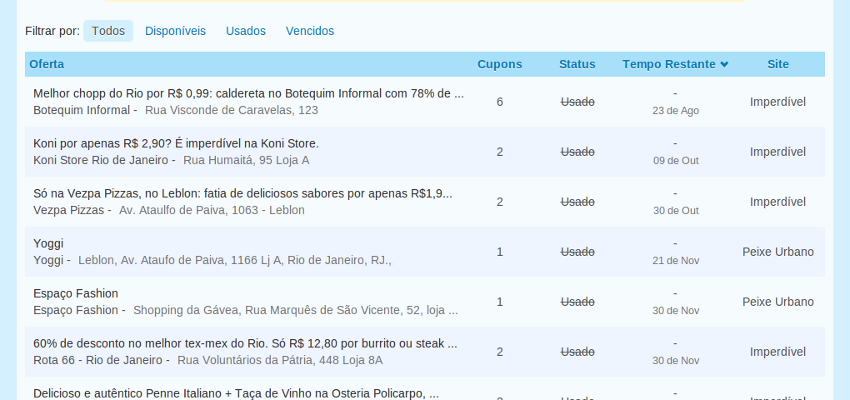 Filtrar por: Todos Disponíveis Usados Vencidos
Oferta Cupons Status Tempo Restante Site
Melhor chopp do Rio por R$ 0,99: caldereta no Botequim Informal com 78% de ...
Botequim Informal - Rua Visconde de Caravelas, 123
6 Usado - Imperdível
23 de Ago
Koni por apenas R$ 2,90? É imperdível na Koni Store.
Koni Store Rio de Janeiro - Rua Humaitá, 95 Loja A
2 Usado - Imperdível
09 de Out
Só na Vezpa Pizzas, no Leblon: fatia de deliciosos sabores por apenas R$1,9...
Vezpa Pizzas - Av. Ataulfo de Paiva, 1063 - Leblon
2 Usado - Imperdível
30 de Out
Yoggi
Yoggi - Leblon, Av. Ataufo de Paiva, 1166 Lj A, Rio de Janeiro, RJ.,
1 Usado - Peixe Urbano
21 de Nov
Espaço Fashion
Espaço Fashion - Shopping da Gávea, Rua Marquês de São Vicente, 52, loja ...
1 Usado - Peixe Urbano
30 de Nov
60% de desconto no melhor tex-mex do Rio. Só R$ 12,80 por burrito ou steak ...
Rota 66 - Rio de Janeiro - Rua Voluntários da Pátria, 448 Loja 8A
2 Usado - Imperdível
30 de Nov
Delicioso e autêntico Penne Italiano + Taça de Vinho na Osteria Policarpo, ...
- Imperdível